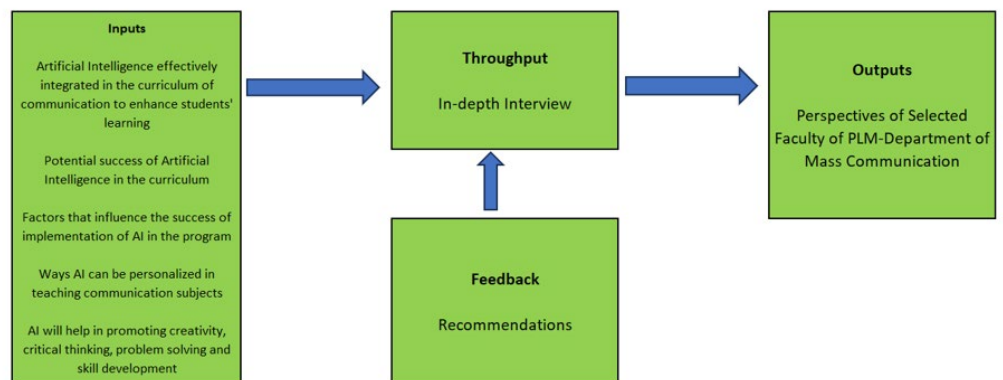 Inputs
Artificial Intelligence effectively
integrated in the curriculum of
communication to enhance students'
learning
Potential success of Artificial
Intelligence in the curriculum
Factors that influence the success of
implementation of AI in the program
Ways AI can be personalized in
teaching communication subjects
AI will help in promoting creativity,
critical thinking, problem solving and
skill development
Throughput
In-depth Interview
Feedback
Recommendations
Outputs
Perspectives of Selected
Faculty of PLM-Department of
Mass Communication